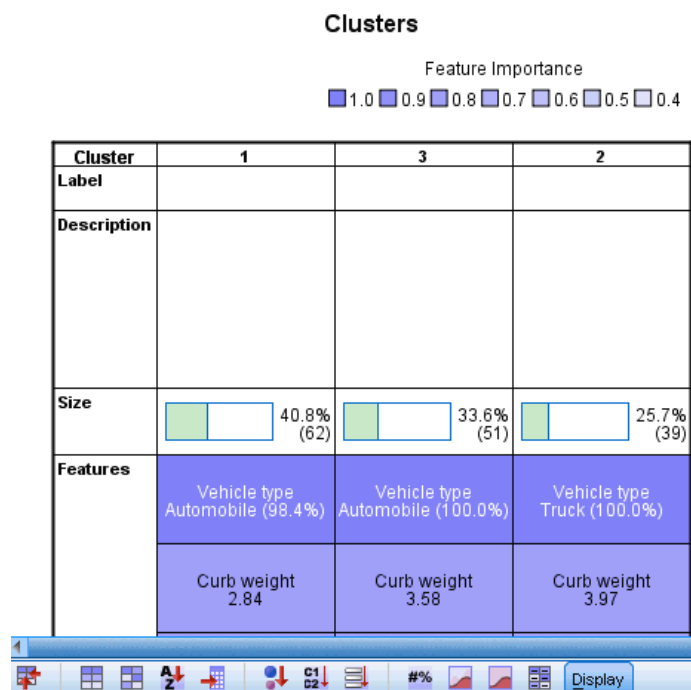 Clusters
Feature Importance
1.0 0.9 0.8 0.7 0.6 0.5 0.4
Cluster 1 3 2
Label
Description
Size 40.8% (62) 33.6% (51) 25.7% (39)
Features
Vehicle type Automobile (98.4%) Vehicle type Automobile (100.0%) Vehicle type Truck (100.0%)
Curb weight 2.84 Curb weight 3.58 Curb weight 3.97
A Z C1 C2 #% Display